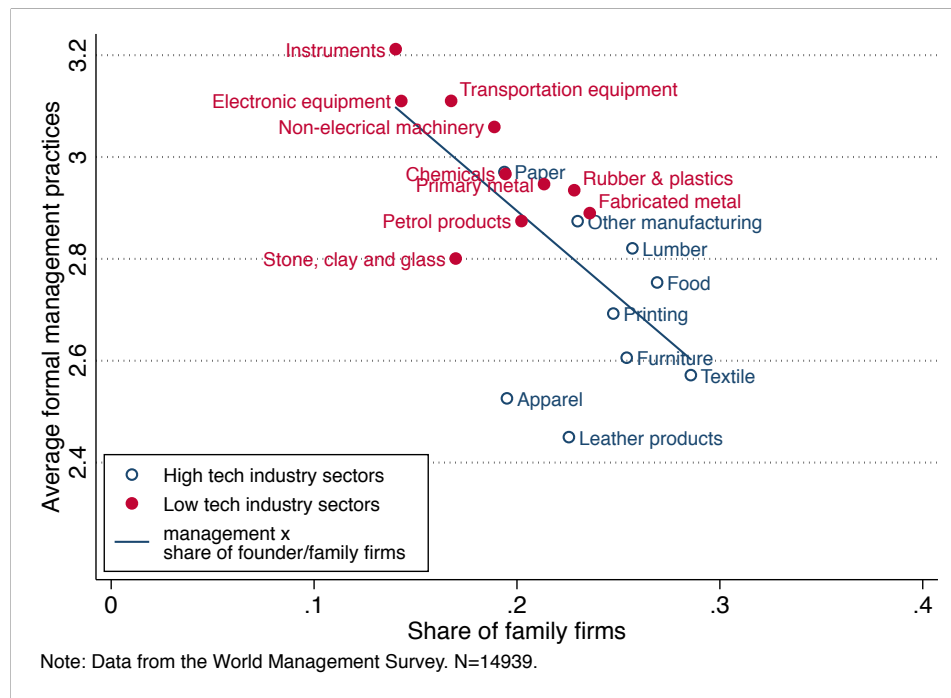 Average formal management practices
3.2
3
2.8
2.6
2.4
Instruments
Electronic equipment
Transportation equipment
Non-elecrical machinery
Chemicals
Paper
Primary metal
Rubber & plastics
Fabricated metal
Petrol products
Other manufacturing
Lumber
Stone, clay and glass
Food
Printing
Furniture
Textile
Apparel
Leather products
High tech industry sectors
Low tech industry sectors
management x
share of founder/family firms
0 .1 .2 .3 .4
Share of family firms
Note: Data from the World Management Survey. N=14939.